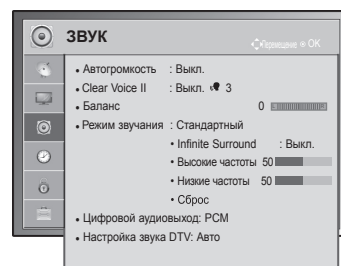 ЗВУК
Перемещение OK
• Автогромкость : Выкл.
• Clear Voice II : Выкл. 3
• Баланс 0
• Режим звучания : Стандартный
• Infinite Surround : Выкл.
• Высокие частоты 50
• Низкие частоты 50
• Сброс
• Цифровой аудиовыход: PCM
• Настройка звука DTV: Авто